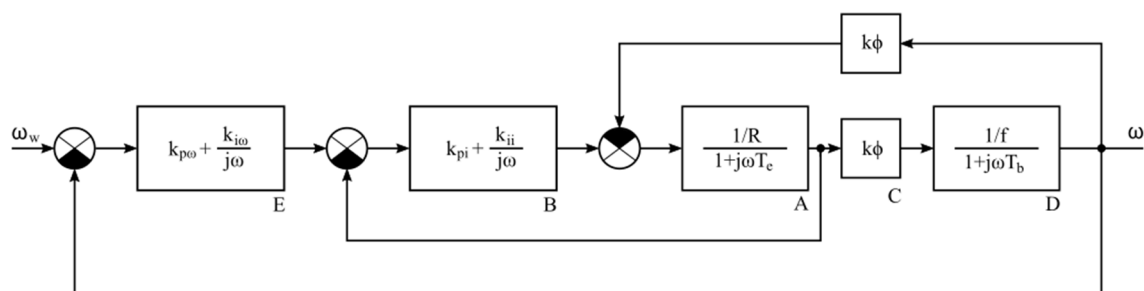 kϕ
ω_w
k_pω + k_iω/jω
E
k_pi + k_ii/jω
B
1/R
1+jωT_e
A
kϕ
C
1/f
1+jωT_b
D
ω